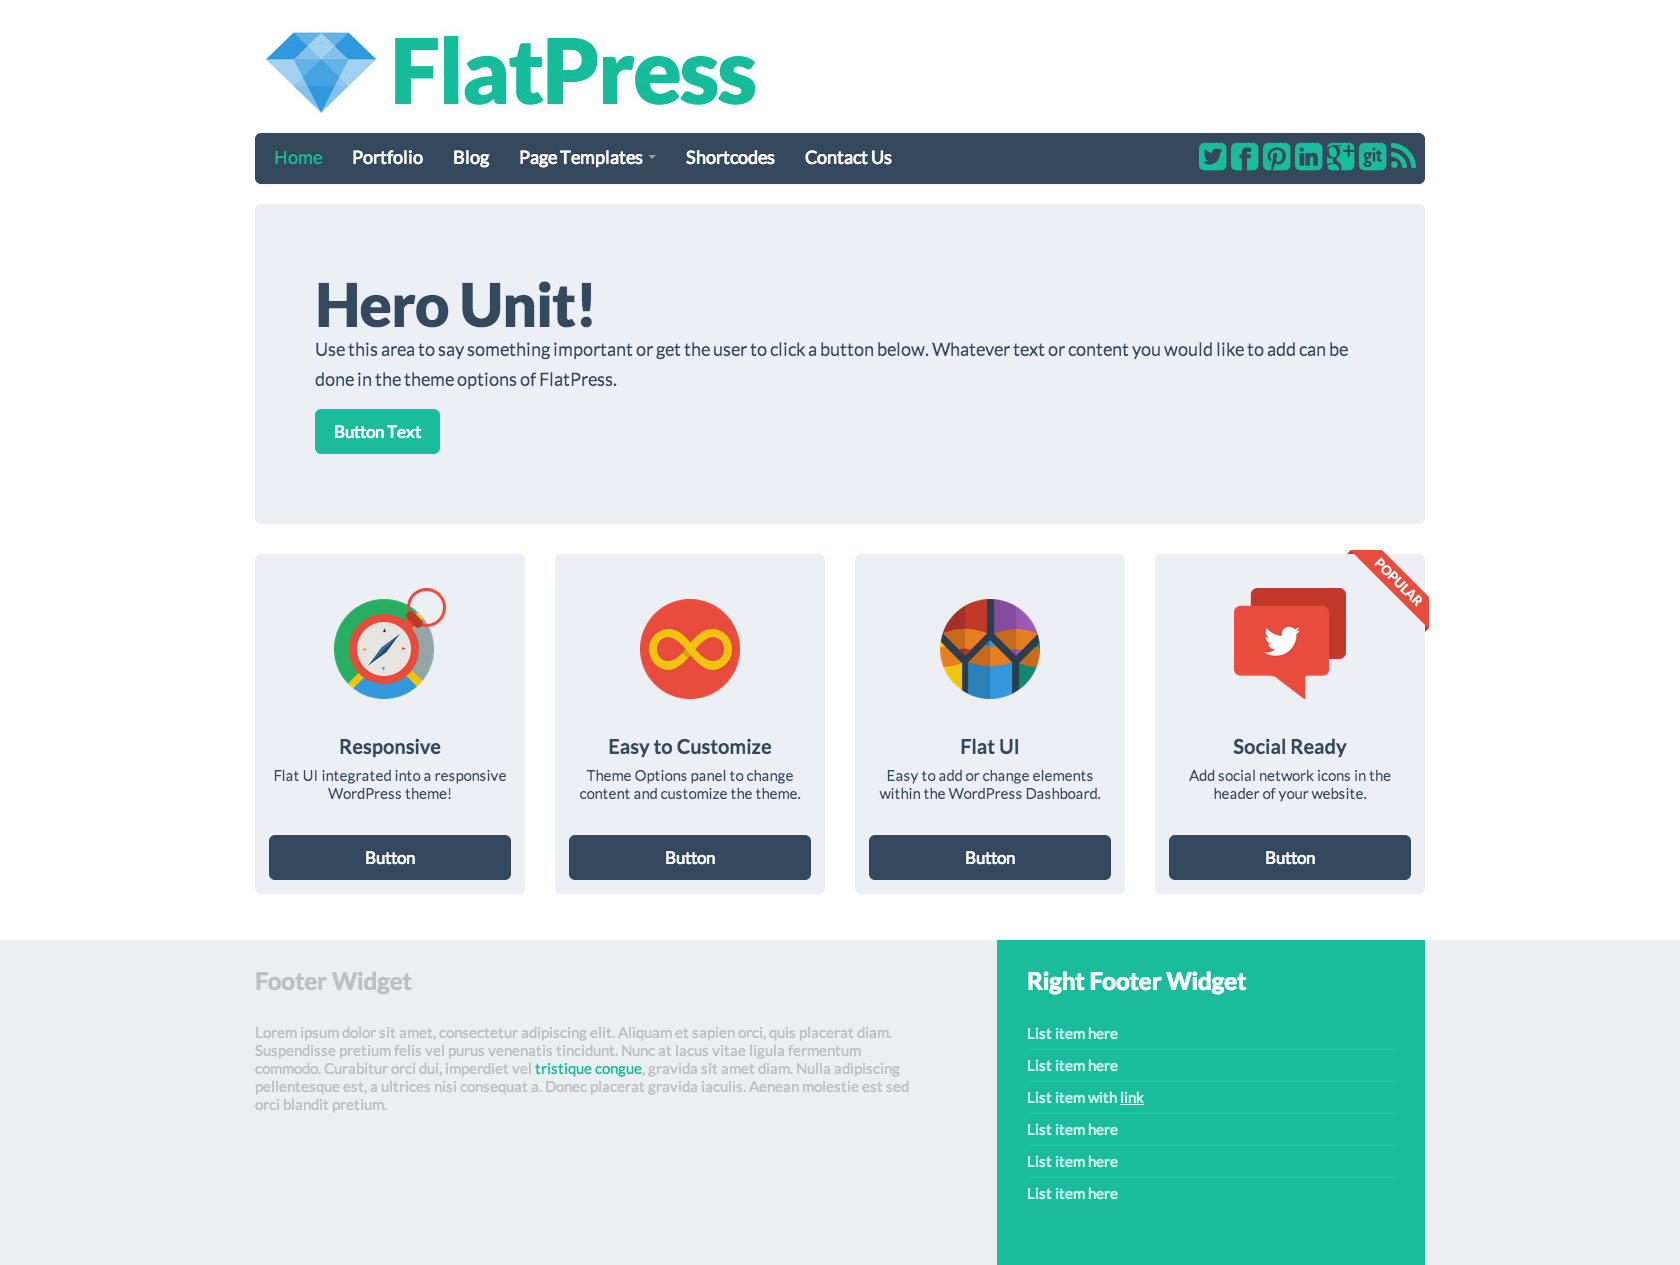 FlatPress
Home Portfolio Blog Page Templates Shortcodes Contact Us git
Hero Unit!
Use this area to say something important or get the user to click a button below. Whatever text or content you would like to add can be
done in the theme options of FlatPress.
Button Text
POPULAR
Responsive
Flat UI integrated into a responsive
WordPress theme!
Button
Easy to Customize
Theme Options panel to change
content and customize the theme.
Button
Flat UI
Easy to add or change elements
within the WordPress Dashboard.
Button
Social Ready
Add social network icons in the
header of your website.
Button
Footer Widget
Lorem ipsum dolor sit amet, consectetur adipiscing elit. Aliquam et sapien orci, quis placerat diam.
Suspendisse pretium felis vel purus venenatis tincidunt. Nunc at lacus vitae ligula fermentum
commodo. Curabitur orci dui, imperdiet vel tristique congue, gravida sit amet diam. Nulla adipiscing
pellentesque est, a ultrices nisi consequat a. Donec placerat gravida iaculis. Aenean molestie est sed
orci blandit pretium.
Right Footer Widget
List item here
List item here
List item with link
List item here
List item here
List item here